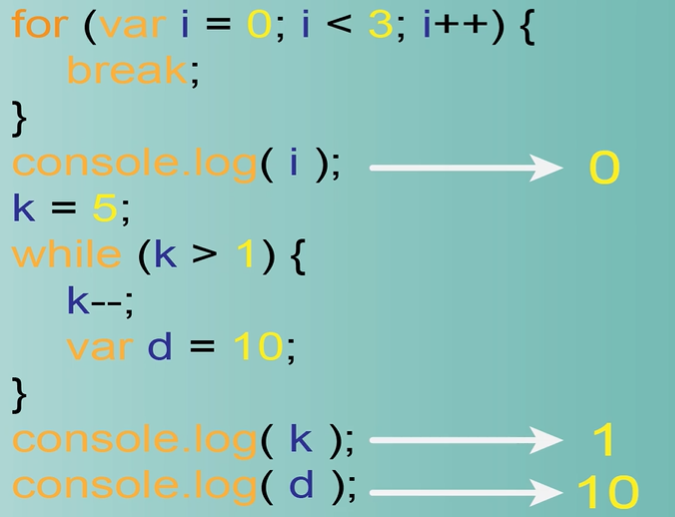 for (var i = 0; i < 3; i++) {
break;
}
console.log( i ); 0
k = 5;
while (k > 1) {
k--;
var d = 10;
}
console.log( k ); 1
console.log( d ); 10